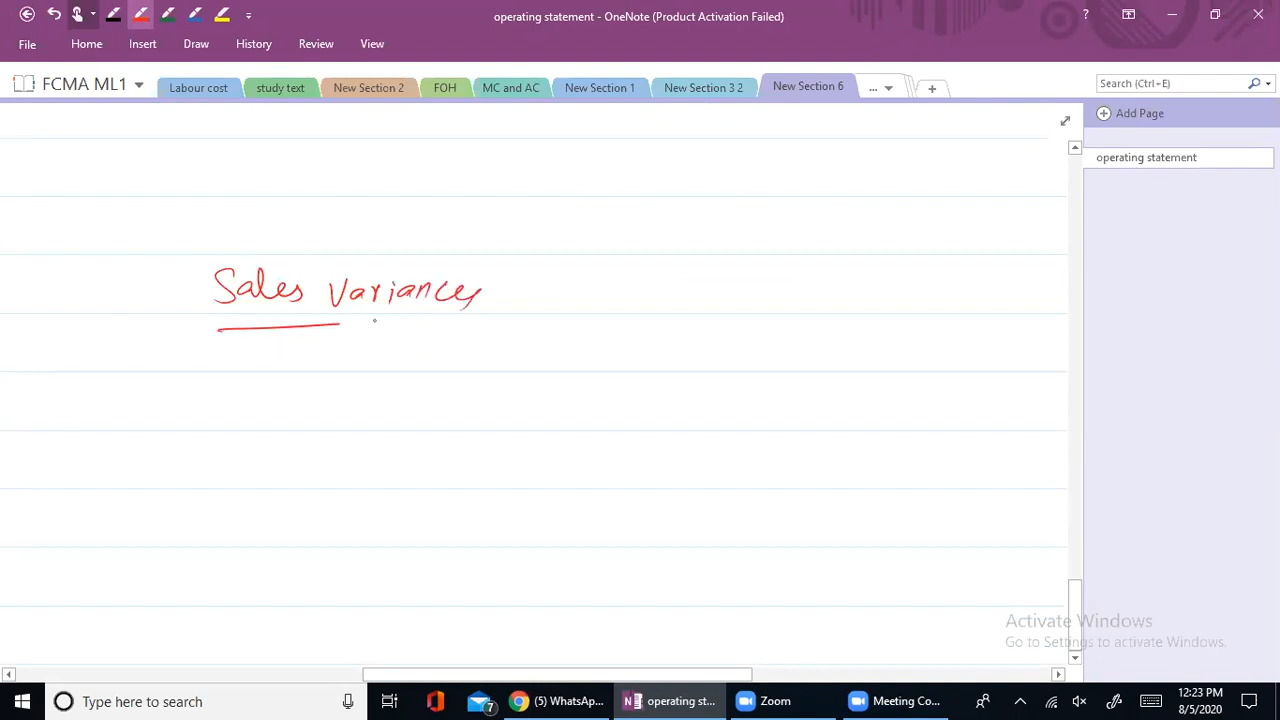 operating statement - OneNote (Product Activation Failed)
?
File Home Insert Draw History Review View
FCMA ML1 Labour cost study text New Section 2 FOH MC and AC New Section 1 New Section 3 2 New Section 6 ... Search (Ctrl+E)
Add Page
operating statement
Sales variances
Activate Windows
Go to Settings to activate Windows.
Type here to search 7 (5) WhatsAp... operating sta... Zoom Meeting Co... 12:23 PM
8/5/2020